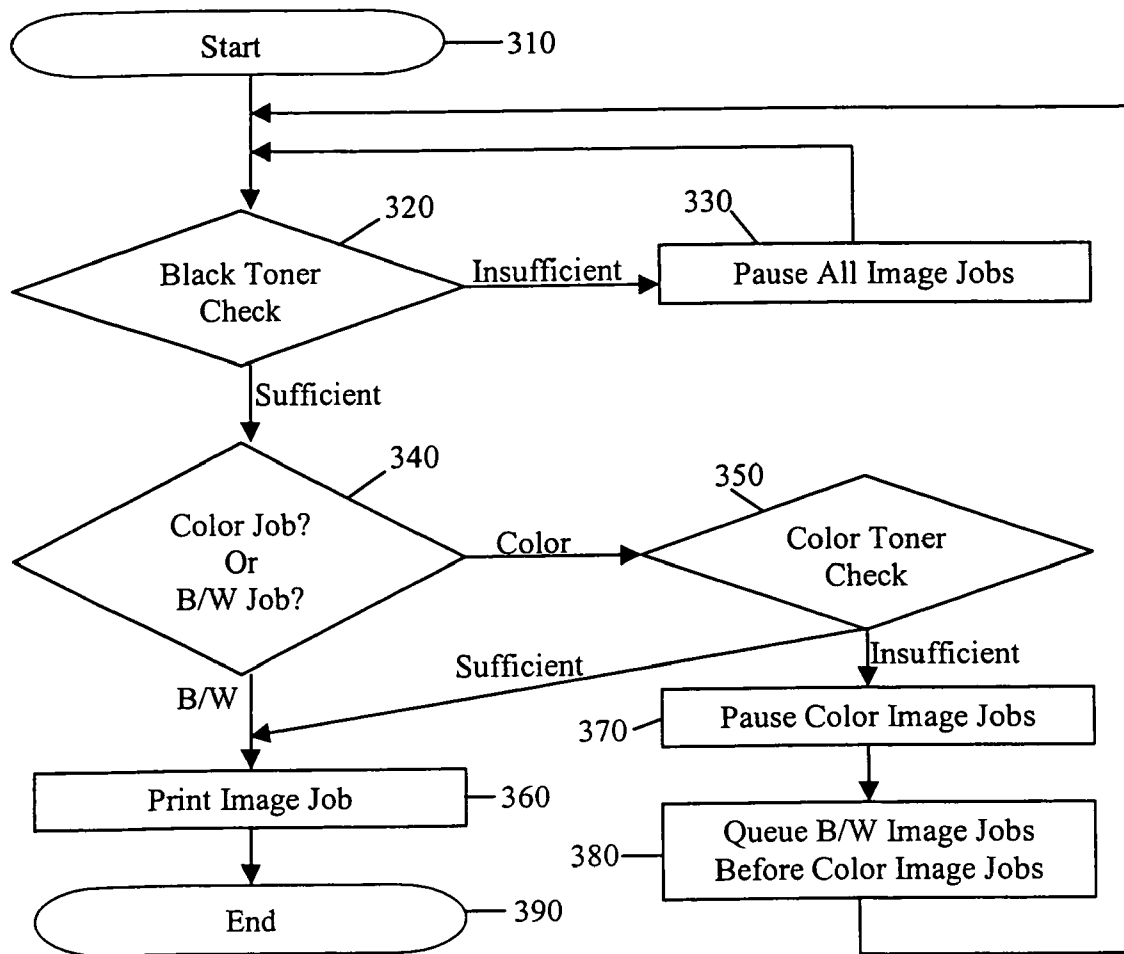 Start
310
320
330
Black Toner
Check
Insufficient
Pause All Image Jobs
Sufficient
340
350
Color Job?
Or
B/W Job?
Color
Color Toner
Check
Sufficient
Insufficient
B/W
370
Pause Color Image Jobs
Print Image Job
360
380
Queue B/W Image Jobs
Before Color Image Jobs
End
390